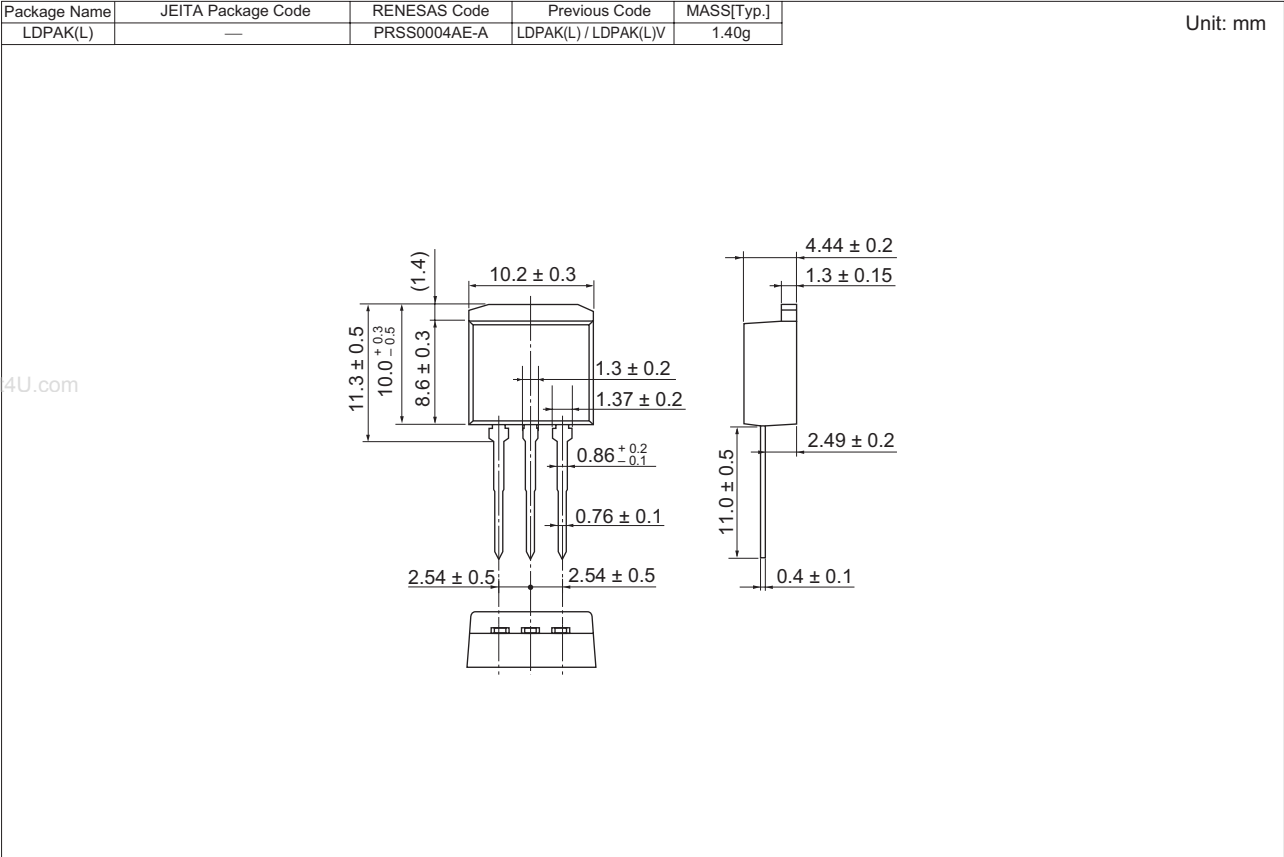 Package Name JEITA Package Code RENESAS Code Previous Code MASS[Typ.]
LDPAK(L) — PRSS0004AE-A LDPAK(L) / LDPAK(L)V 1.40g
Unit: mm
4.44 ± 0.2
(1.4)
10.2 ± 0.3
1.3 ± 0.15
11.3 ± 0.5
10.0 + 0.3 – 0.5
8.6 ± 0.3
1.3 ± 0.2
4U.com
1.37 ± 0.2
2.49 ± 0.2
0.86 + 0.2 – 0.1
11.0 ± 0.5
0.76 ± 0.1
2.54 ± 0.5 2.54 ± 0.5
0.4 ± 0.1